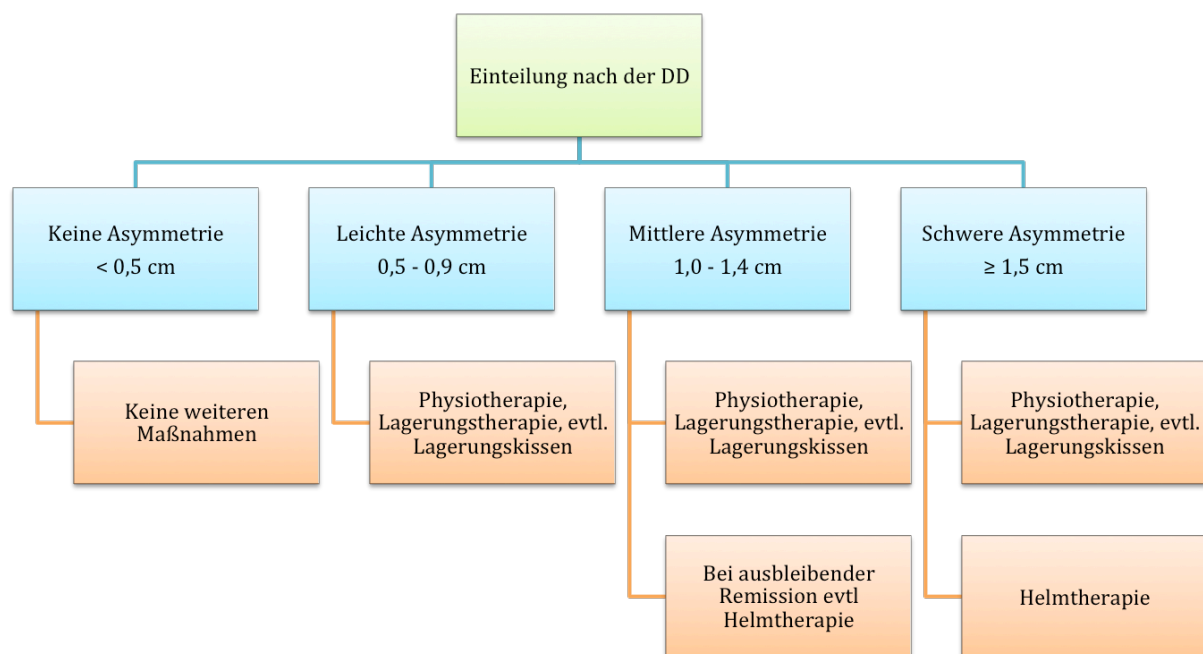 Einteilung nach der DD
Keine Asymmetrie
< 0,5 cm
Leichte Asymmetrie
0,5 - 0,9 cm
Mittlere Asymmetrie
1,0 - 1,4 cm
Schwere Asymmetrie
≥ 1,5 cm
Keine weiteren
Maßnahmen
Physiotherapie,
Lagerungstherapie, evtl.
Lagerungskissen
Physiotherapie,
Lagerungstherapie, evtl.
Lagerungskissen
Physiotherapie,
Lagerungstherapie, evtl.
Lagerungskissen
Bei ausbleibender
Remission evtl
Helmtherapie
Helmtherapie